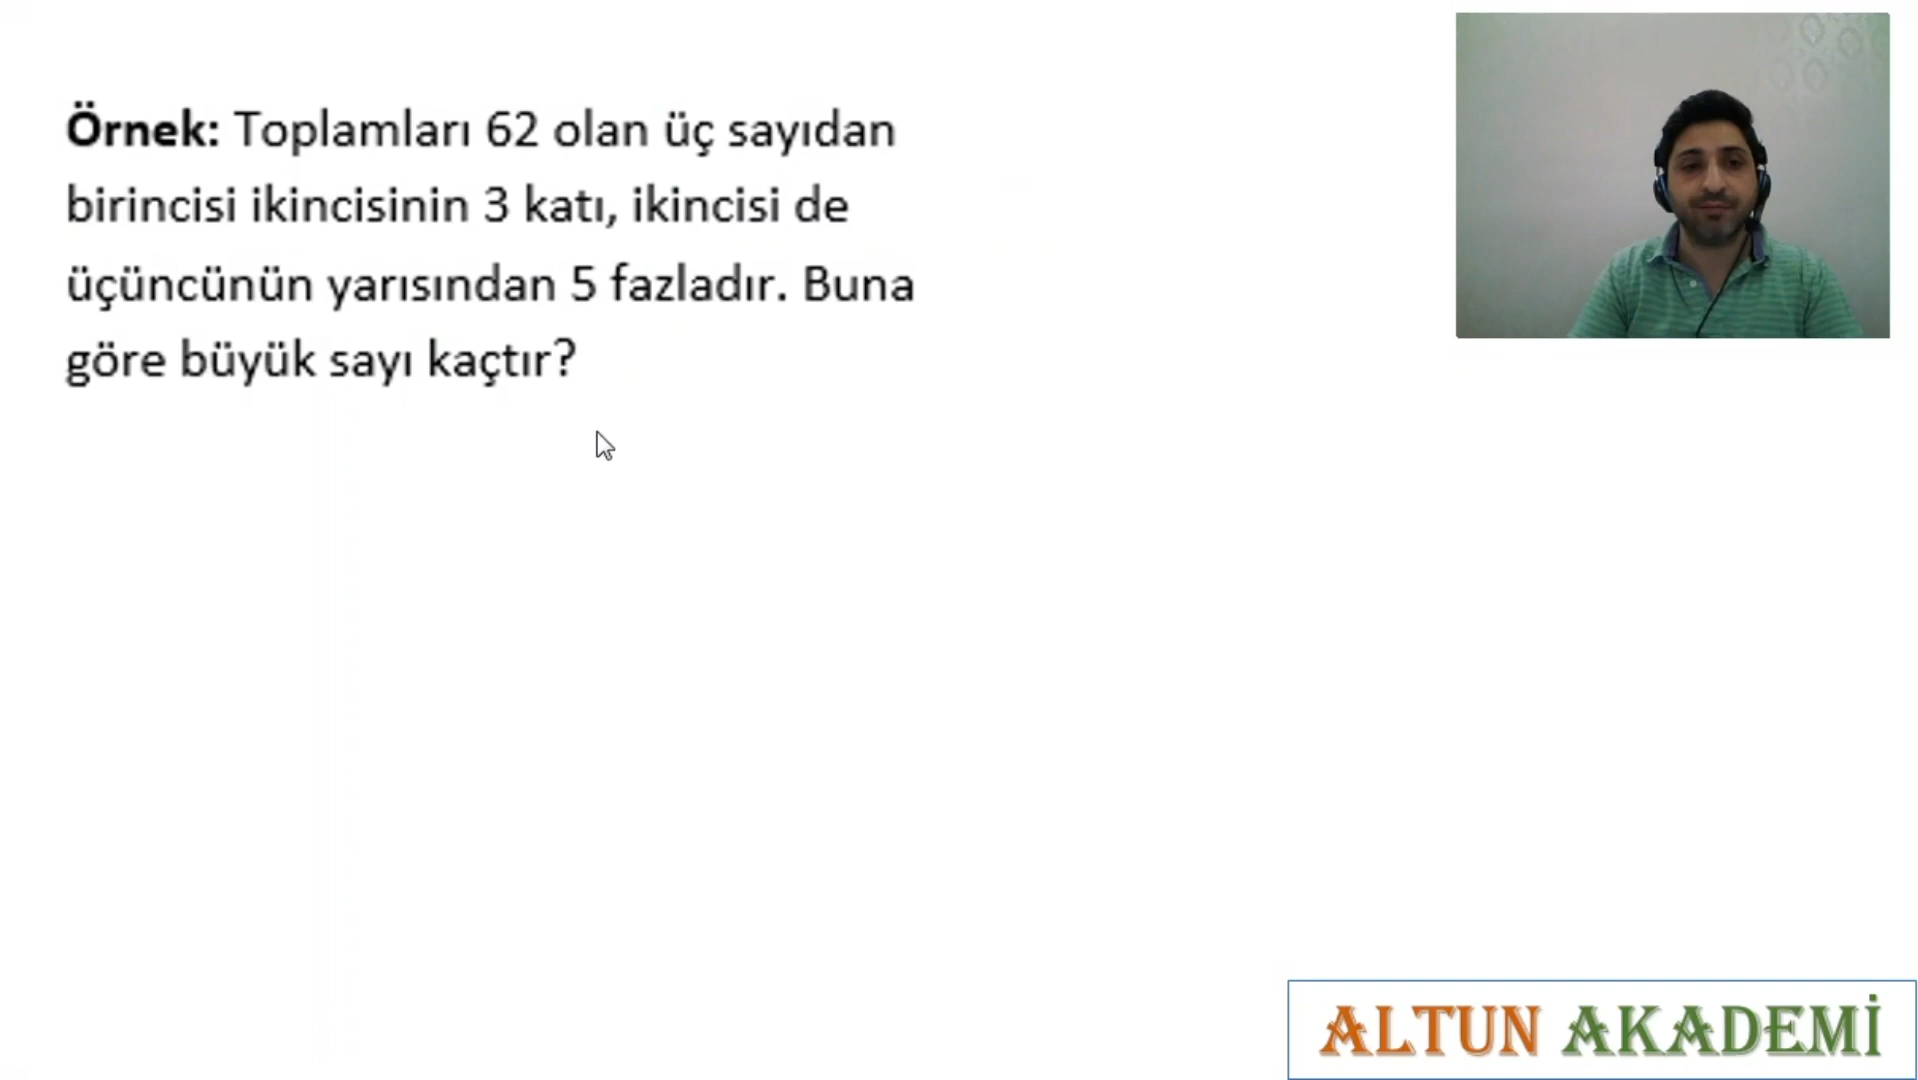 Örnek: Toplamları 62 olan üç sayıdan
birincisi ikincisinin 3 katı, ikincisi de
üçüncünün yarısından 5 fazladır. Buna
göre büyük sayı kaçtır?
ALTUN AKADEMİ